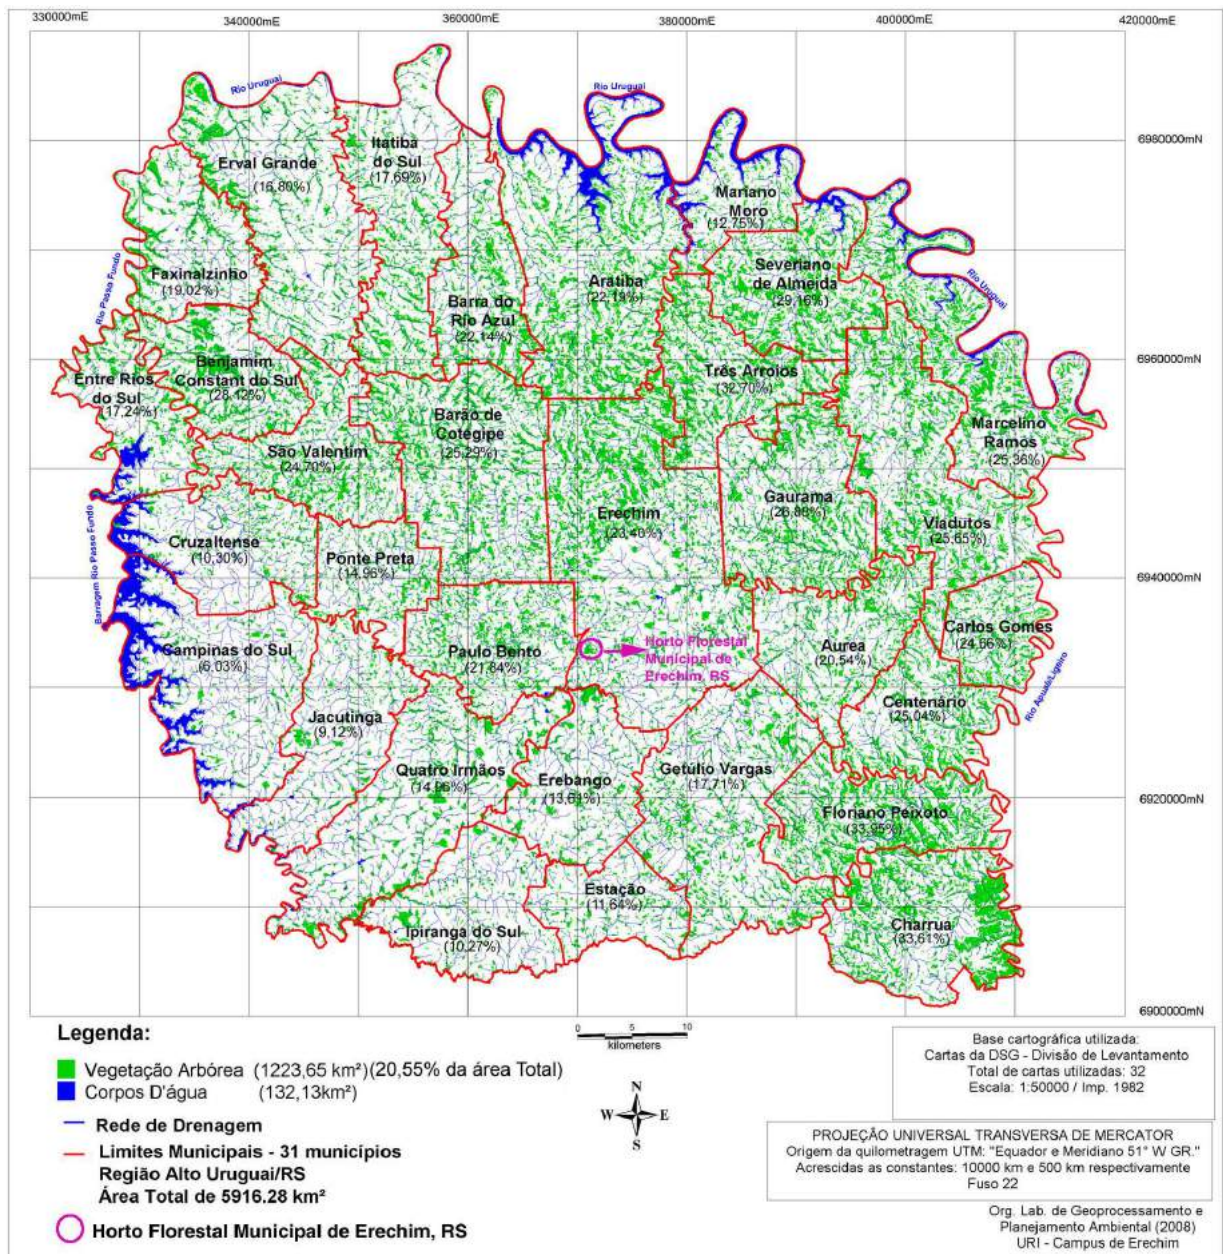 330000mE
340000mE
360000mE
380000mE
400000mE
420000mE
Rio Uruguai
Rio Uruguai
6980000mN
Itatiba
do Sul
(17,69%)
Erval Grande
(16,80%)
Mariano
Moro
(12,75%)
Rio Passo Fundo
Faxinalzinho
(19,02%)
Aratiba
(22,19%)
Severiano
de Almeida
(29,16%)
Rio Uruguai
Barra do
Rio Azul
(22,14%)
6960000mN
Benjamim
Constant do Sul
(28,12%)
Entre Rios
do Sul
(17,24%)
Três Arroios
(32,70%)
Barão de
Cotegipe
(25,29%)
Marcelino
Ramos
(25,36%)
São Valentim
(24,70%)
Gaurama
(26,88%)
Erechim
(23,40%)
Viadutos
(25,65%)
Barragem Rio Passo Fundo
Cruzaltense
(10,30%)
Ponte Preta
(14,96%)
6940000mN
Carlos Gomes
(24,66%)
Campinas do Sul
(6,03%)
Paulo Bento
(21,84%)
Horto Florestal
Municipal de
Erechim, RS
Aurea
(20,54%)
Rio Apuaê/Ligeiro
Centenário
(25,04%)
Jacutinga
(9,12%)
Quatro Irmãos
(14,96%)
Erebango
(13,61%)
Getúlio Vargas
(17,71%)
6920000mN
Floriano Peixoto
(33,95%)
Estação
(11,64%)
Ipiranga do Sul
(10,27%)
Charrua
(33,61%)
6900000mN
Legenda:
Vegetação Arbórea (1223,65 km²)(20,55% da área Total)
Corpos D'água (132,13km²)
Rede de Drenagem
Limites Municipais - 31 municípios
Região Alto Uruguai/RS
Área Total de 5916.28 km²
Horto Florestal Municipal de Erechim, RS
0 5 10
kilometers
N
W E
S
Base cartográfica utilizada:
Cartas da DSG - Divisão de Levantamento
Total de cartas utilizadas: 32
Escala: 1:50000 / Imp. 1982
PROJEÇÃO UNIVERSAL TRANSVERSA DE MERCATOR
Origem da quilometragem UTM: "Equador e Meridiano 51° W GR."
Acrescidas as constantes: 10000 km e 500 km respectivamente
Fuso 22
Org. Lab. de Geoprocessamento e
Planejamento Ambiental (2008)
URI - Campus de Erechim